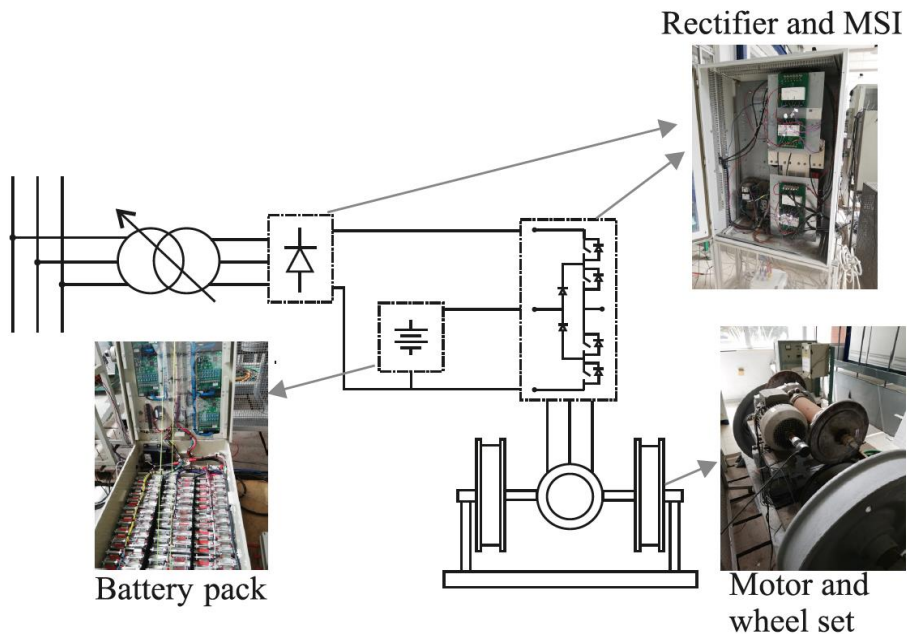 Rectifier and MSI
Battery pack
Motor and
wheel set